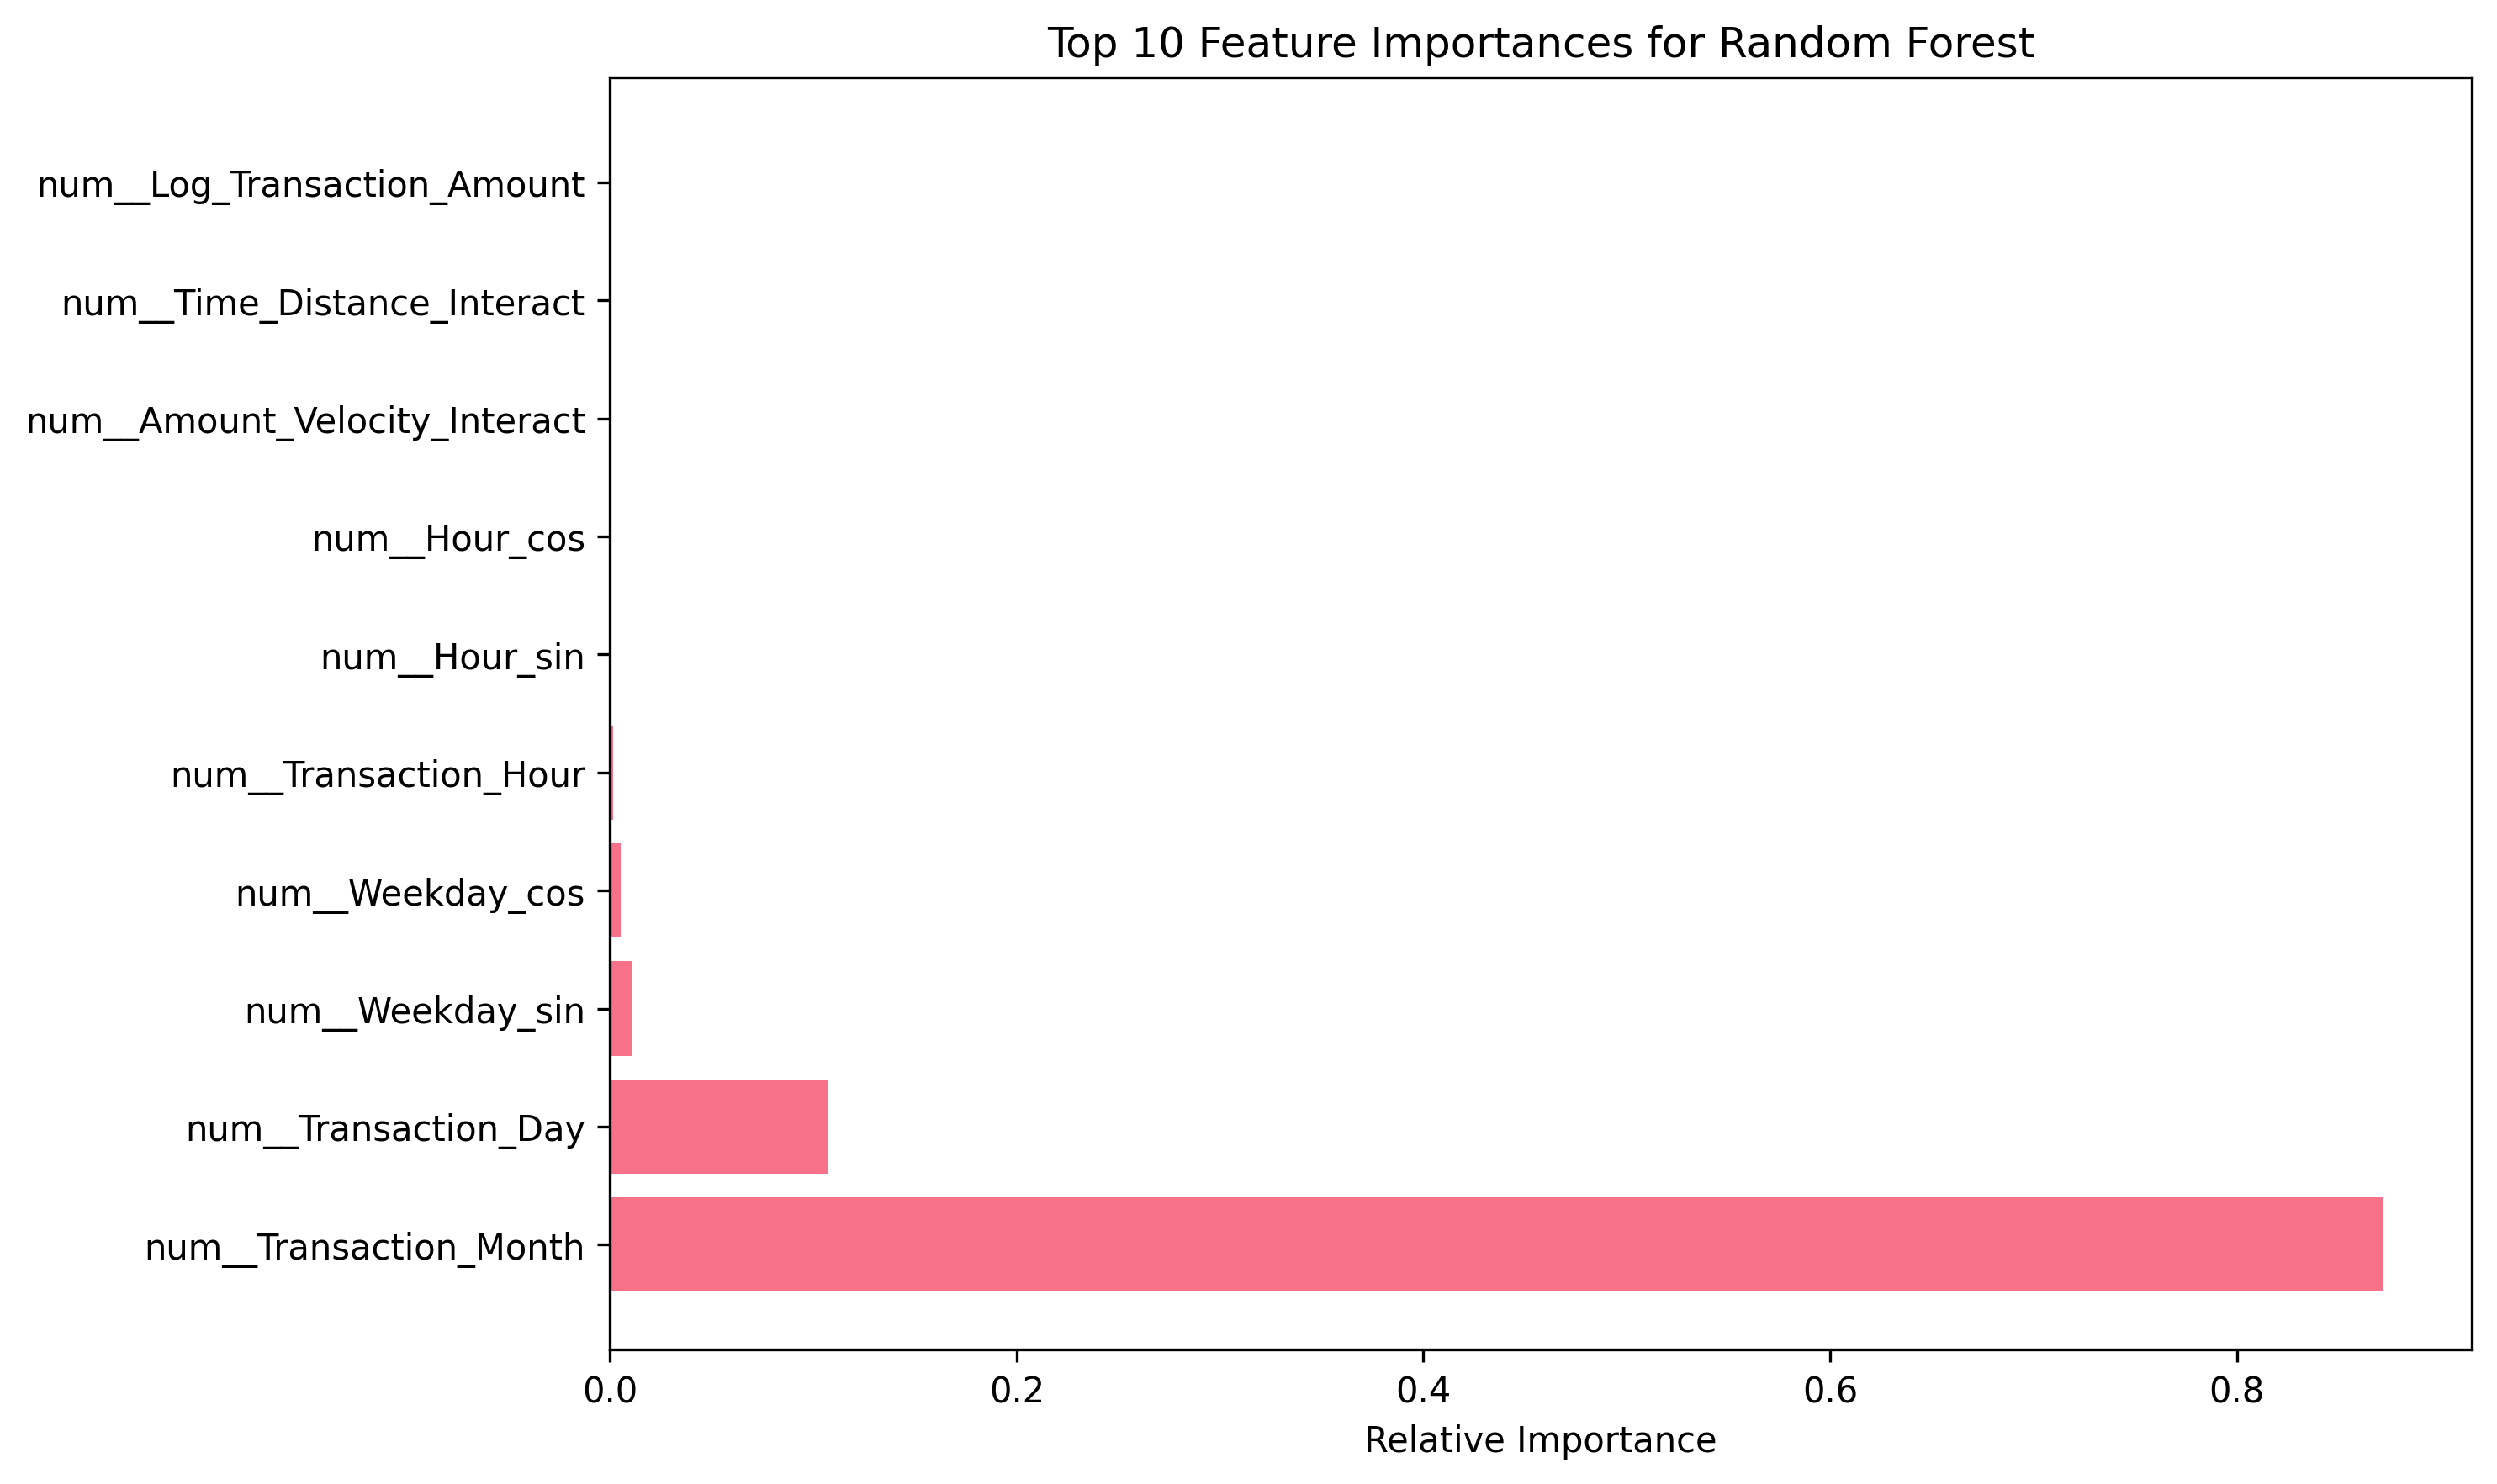 Top 10 Feature Importances for Random Forest
num__Log_Transaction_Amount
num__Time_Distance_Interact
num__Amount_Velocity_Interact
num__Hour_cos
num__Hour_sin
num__Transaction_Hour
num__Weekday_cos
num__Weekday_sin
num__Transaction_Day
num__Transaction_Month
0.0 0.2 0.4 0.6 0.8
Relative Importance